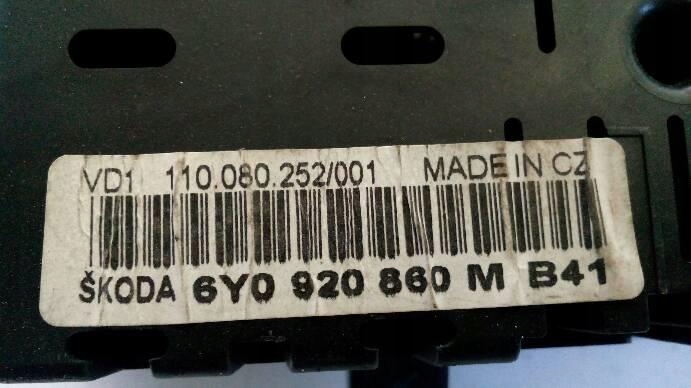 VD1 110.080.252/001 MADE IN CZ
ŠKODA 6Y0 920 860 M B41